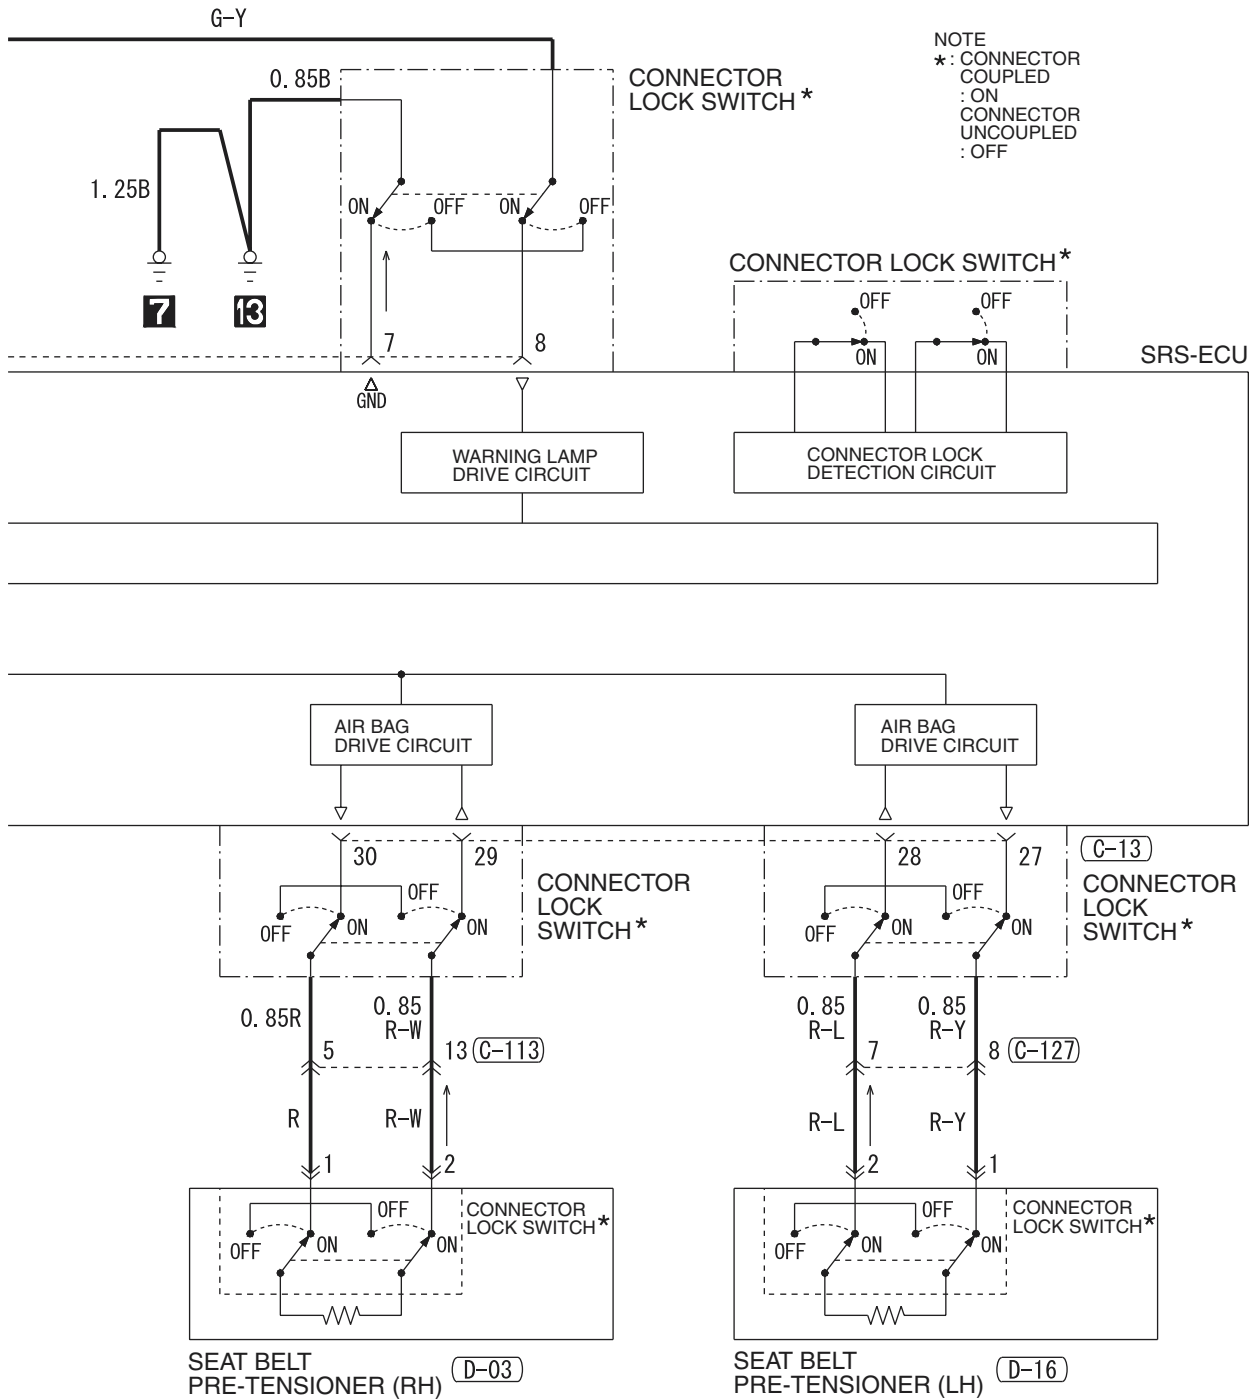 G-Y
NOTE
* : CONNECTOR
COUPLED
: ON
CONNECTOR
UNCOUPLED
: OFF
0.85B
CONNECTOR
LOCK SWITCH *
1.25B
ON OFF ON OFF
7 13
CONNECTOR LOCK SWITCH *
OFF OFF
ON ON
7 8
SRS-ECU
GND
WARNING LAMP
DRIVE CIRCUIT
CONNECTOR LOCK
DETECTION CIRCUIT
AIR BAG
DRIVE CIRCUIT
AIR BAG
DRIVE CIRCUIT
30 29 28 27 C-13
OFF ON OFF ON
CONNECTOR
LOCK
SWITCH *
OFF ON OFF ON
CONNECTOR
LOCK
SWITCH *
0.85R
0.85
R-W
0.85
R-L
0.85
R-Y
5 13 C-113 7 8 C-127
R R-W R-L R-Y
1 2 2 1
OFF ON OFF ON
CONNECTOR
LOCK SWITCH *
OFF ON OFF ON
CONNECTOR
LOCK SWITCH *
SEAT BELT
PRE-TENSIONER (RH)
D-03
SEAT BELT
PRE-TENSIONER (LH)
D-16